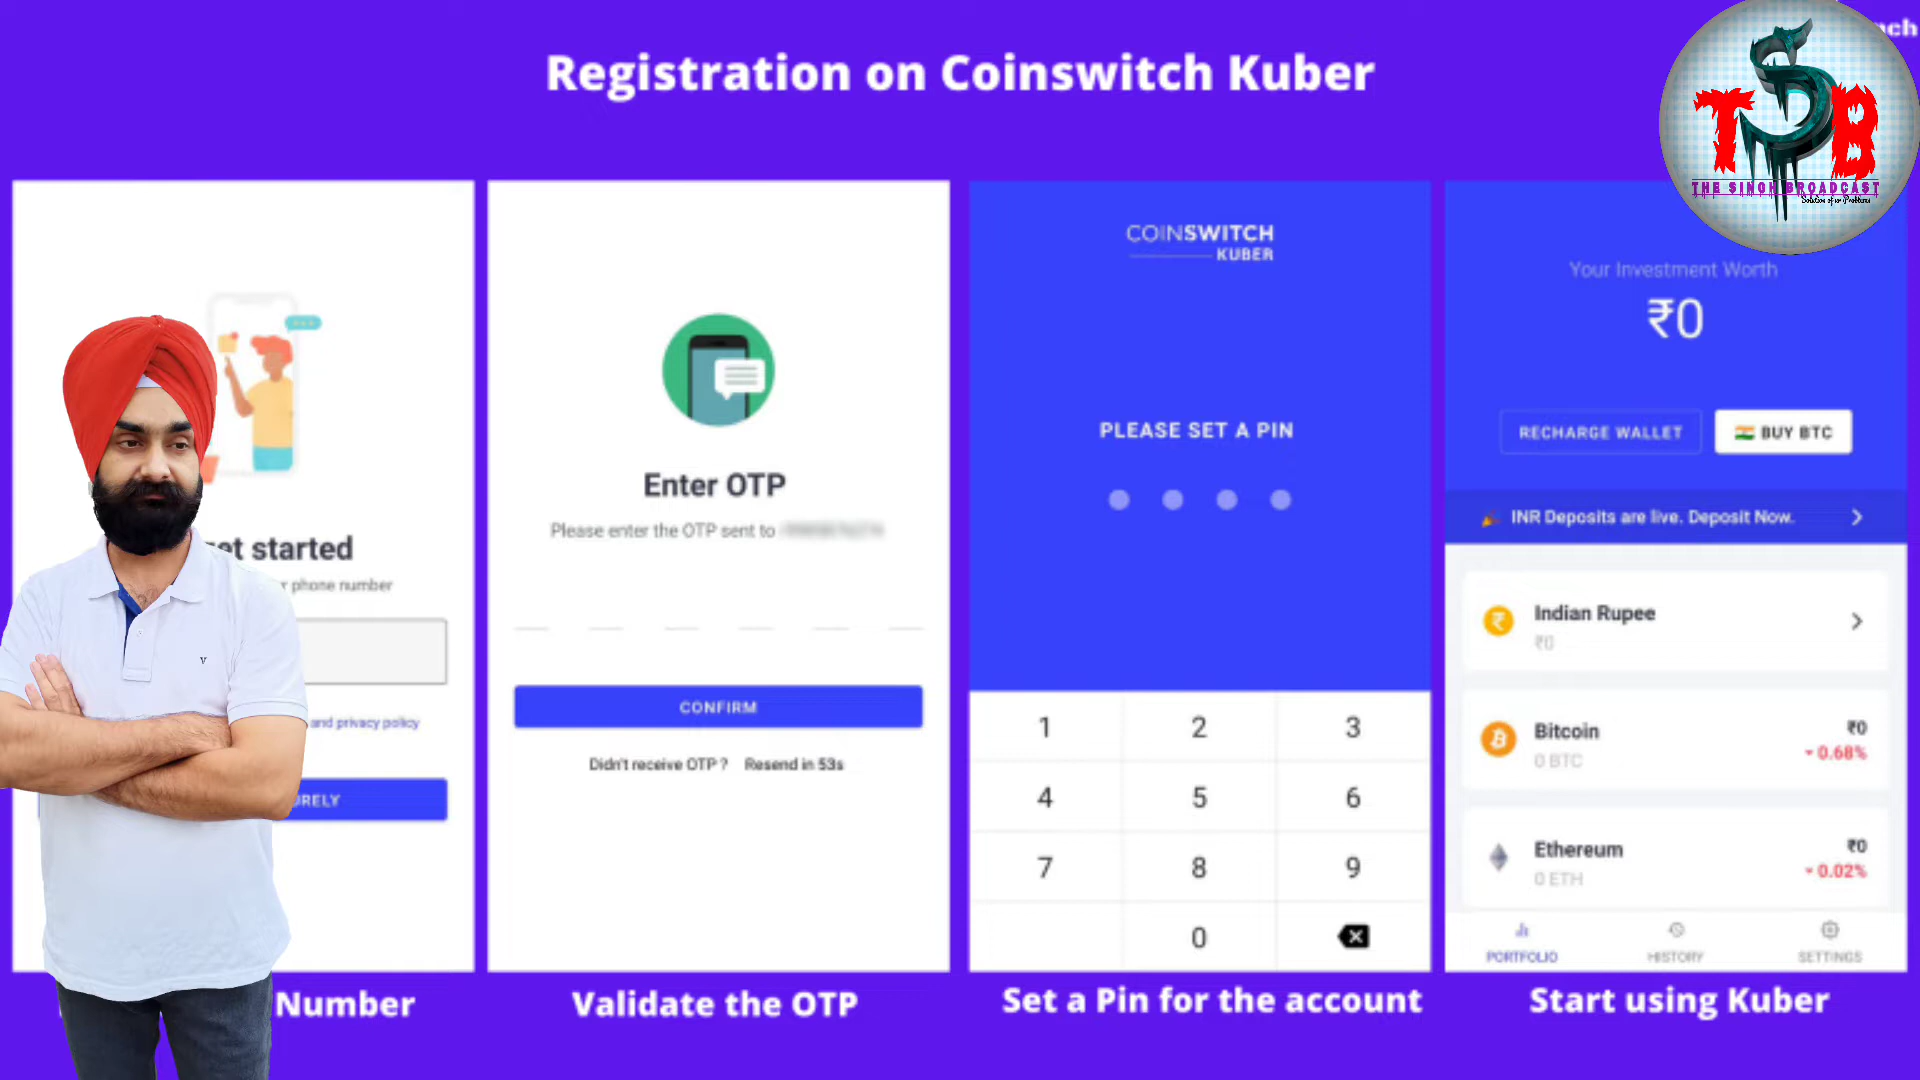 Registration on Coinswitch Kuber
nch
TSB
THE SINGH BROADCAST
et started
r phone number
and privacy policy
URELY
Number
Enter OTP
Please enter the OTP sent to
CONFIRM
Didn't receive OTP ? Resend in 53s
Validate the OTP
COINSWITCH
KUBER
PLEASE SET A PIN
1 2 3
4 5 6
7 8 9
0
Set a Pin for the account
Your Investment Worth
₹0
RECHARGE WALLET BUY BTC
INR Deposits are live. Deposit Now.
Indian Rupee
₹0
Bitcoin ₹0
0 BTC 0.68%
Ethereum ₹0
0 ETH 0.02%
PORTFOLIO HISTORY SETTINGS
Start using Kuber